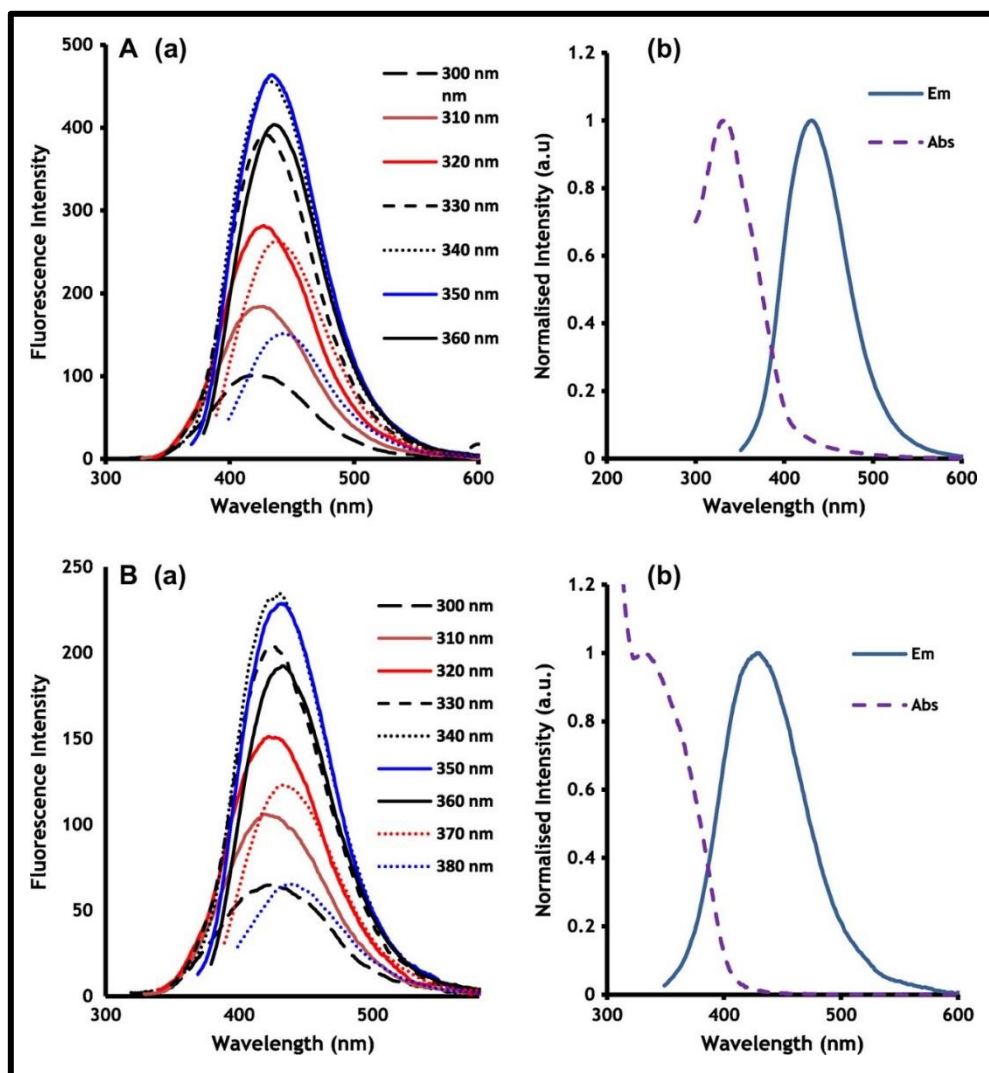 A (a)
500
400
300
200
100
0
300
400
500
600
Fluorescence Intensity
Wavelength (nm)
300 nm
nm
310 nm
320 nm
330 nm
340 nm
350 nm
360 nm
(b)
1.2
1
0.8
0.6
0.4
0.2
0
200
300
400
500
600
Normalised Intensity (a.u)
Wavelength (nm)
Em
Abs
B (a)
250
200
150
100
50
0
300
400
500
Fluorescence Intensity
Wavelength (nm)
300 nm
310 nm
320 nm
330 nm
340 nm
350 nm
360 nm
370 nm
380 nm
(b)
1.2
1
0.8
0.6
0.4
0.2
0
300
400
500
600
Normalised Intensity (a.u.)
Wavelength (nm)
Em
Abs